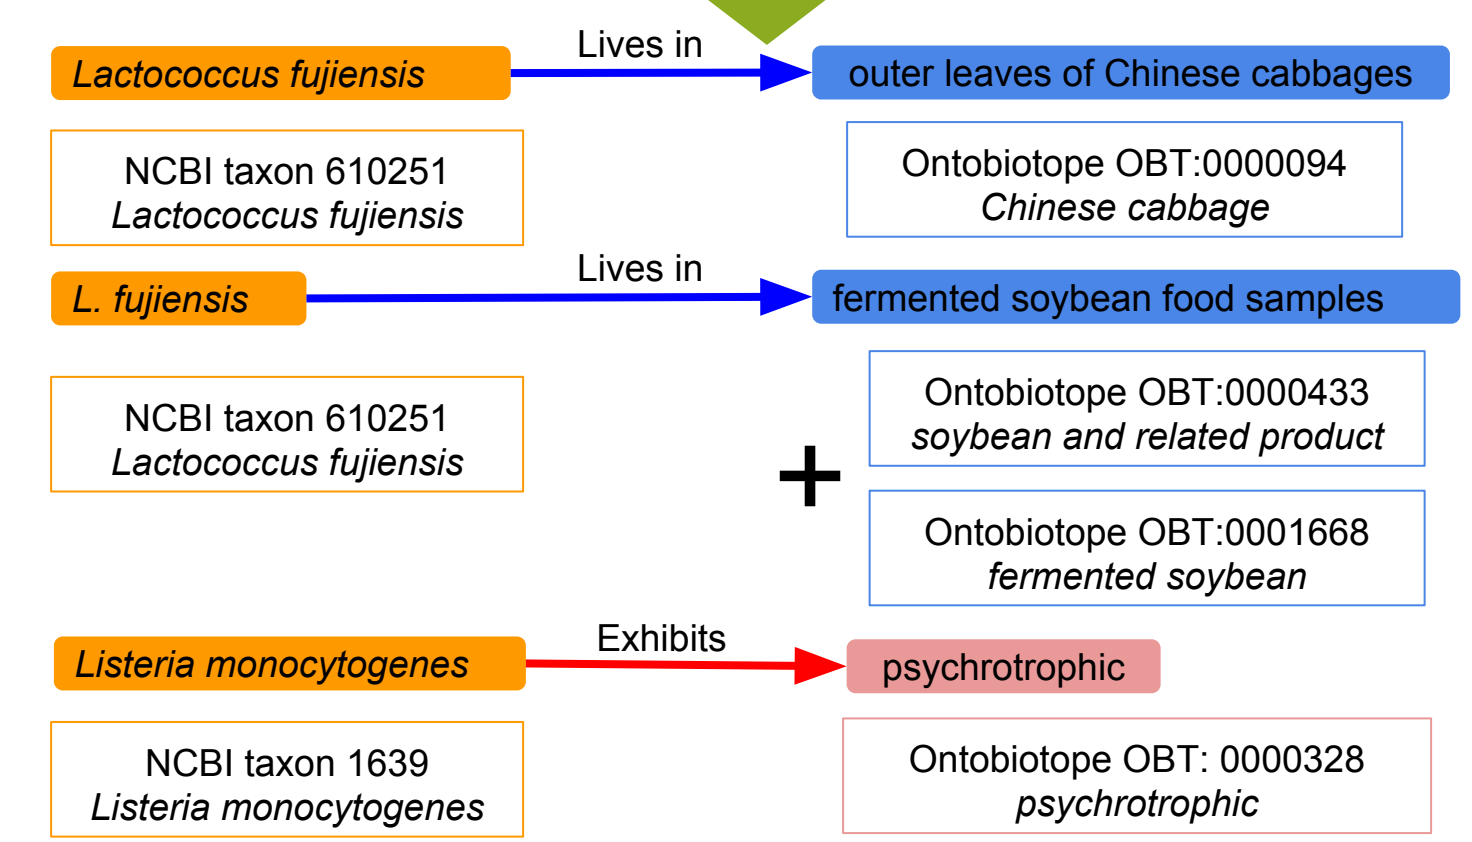 Lactococcus fujiensis
Lives in
outer leaves of Chinese cabbages
NCBI taxon 610251
Lactococcus fujiensis
Ontobiotope OBT:0000094
Chinese cabbage
L. fujiensis
Lives in
fermented soybean food samples
NCBI taxon 610251
Lactococcus fujiensis
Ontobiotope OBT:0000433
soybean and related product
+
Ontobiotope OBT:0001668
fermented soybean
Listeria monocytogenes
Exhibits
psychrotrophic
NCBI taxon 1639
Listeria monocytogenes
Ontobiotope OBT: 0000328
psychrotrophic